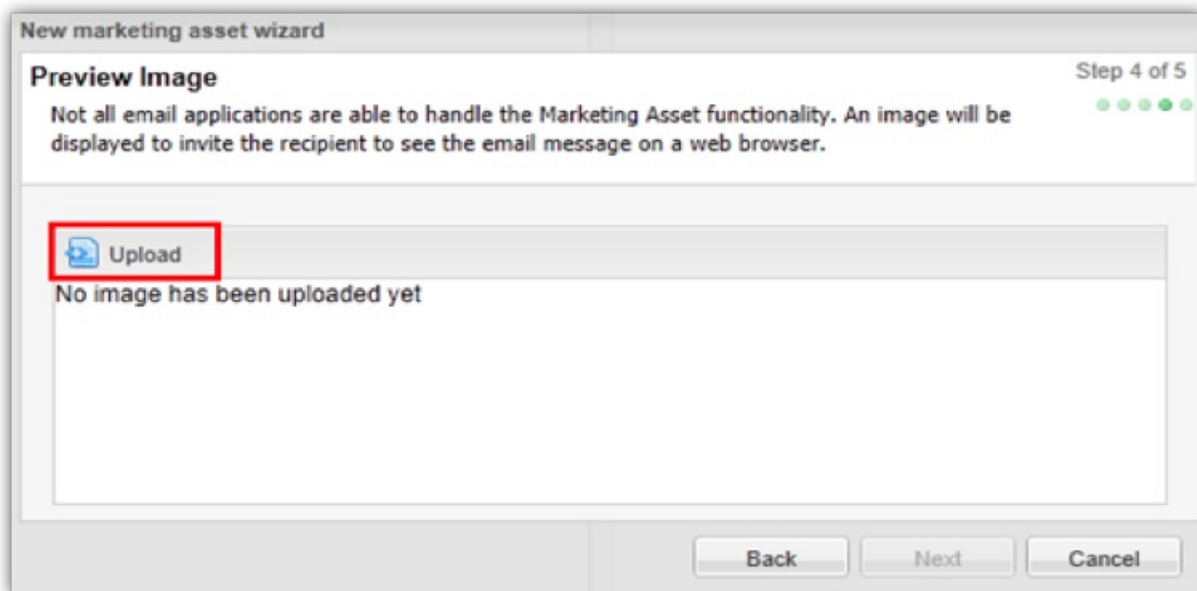 New marketing asset wizard
Preview Image
Step 4 of 5
Not all email applications are able to handle the Marketing Asset functionality. An image will be
displayed to invite the recipient to see the email message on a web browser.
Upload
No image has been uploaded yet
Back
Next
Cancel